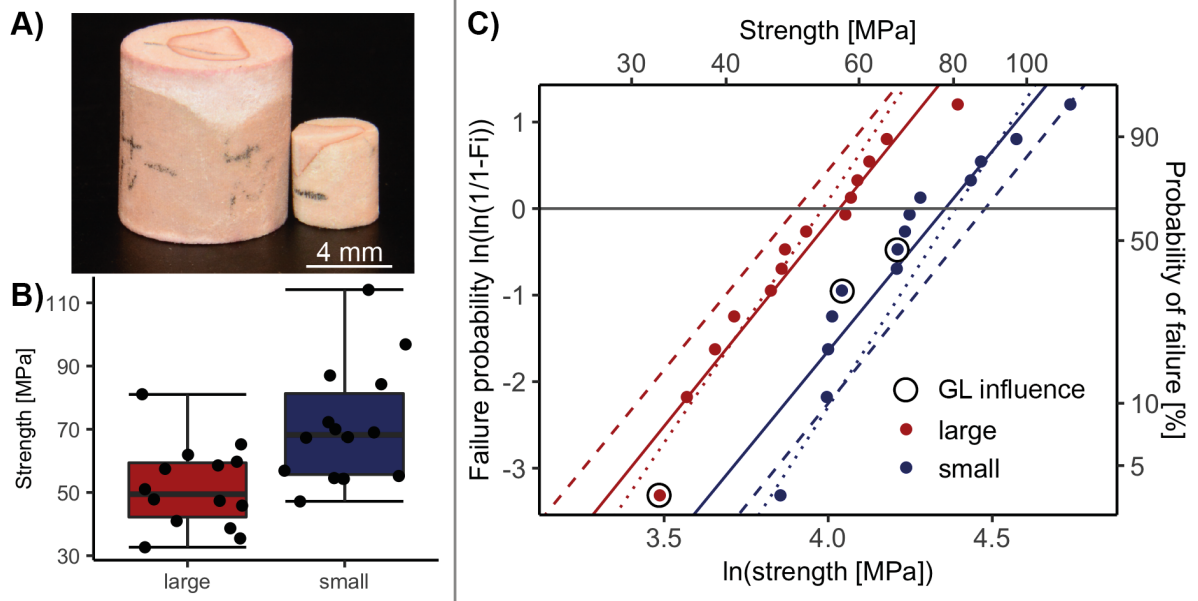 A)
4 mm
B)
Strength [MPa]
110
90
70
50
30
large
small
C)
Strength [MPa]
30
40
60
80
100
Failure probability ln(ln(1/1-Fi))
1
0
-1
-2
-3
Probability of failure [%]
90
50
10
5
GL influence
large
small
3.5
4.0
4.5
ln(strength [MPa])